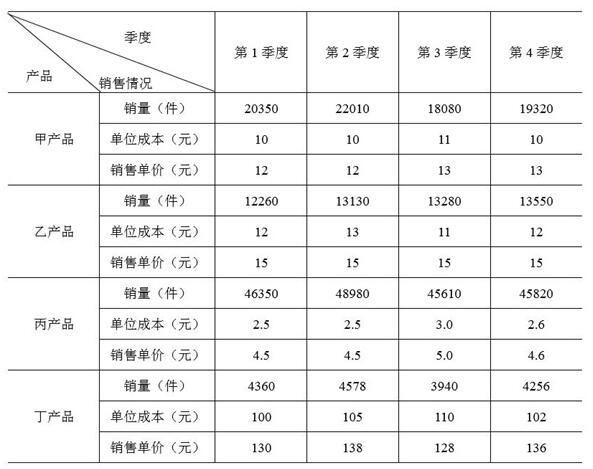 季度
产品
销售情况
第1季度 第2季度 第3季度 第4季度
甲产品
销量（件） 20350 22010 18080 19320
单位成本（元） 10 10 11 10
销售单价（元） 12 12 13 13
乙产品
销量（件） 12260 13130 13280 13550
单位成本（元） 12 13 11 12
销售单价（元） 15 15 15 15
丙产品
销量（件） 46350 48980 45610 45820
单位成本（元） 2.5 2.5 3.0 2.6
销售单价（元） 4.5 4.5 5.0 4.6
丁产品
销量（件） 4360 4578 3940 4256
单位成本（元） 100 105 110 102
销售单价（元） 130 138 128 136